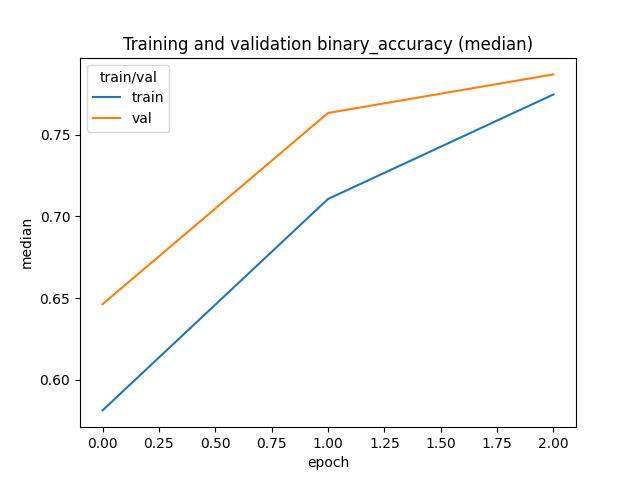 Training and validation binary_accuracy (median)
train/val
train
val
0.75
0.70
0.65
0.60
median
0.00 0.25 0.50 0.75 1.00 1.25 1.50 1.75 2.00
epoch